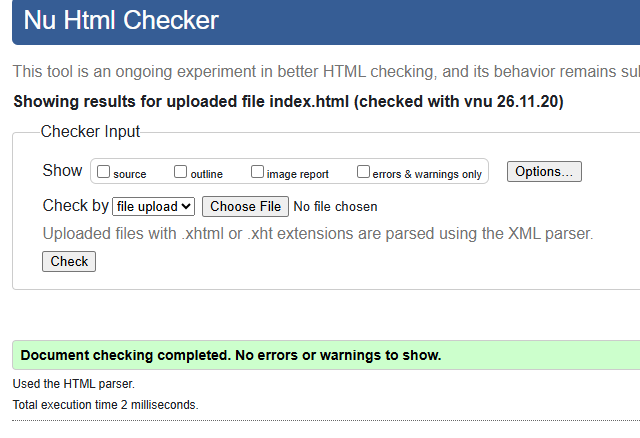 Nu Html Checker
This tool is an ongoing experiment in better HTML checking, and its behavior remains
Showing results for uploaded file index.html (checked with vnu 26.11.20)
Checker Input
Show source outline image report errors & warnings only Options...
Check by file upload Choose File No file chosen
Uploaded files with .xhtml or .xht extensions are parsed using the XML parser.
Check
Document checking completed. No errors or warnings to show.
Used the HTML parser.
Total execution time 2 milliseconds.